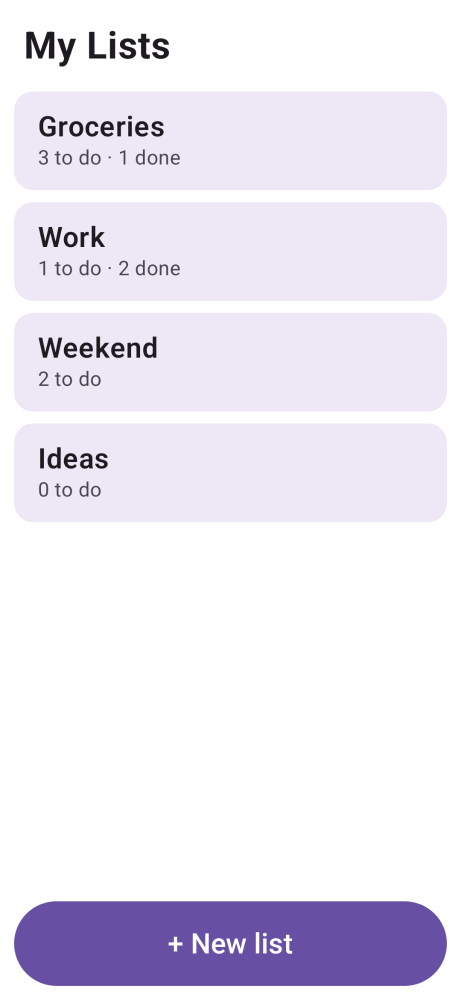 My Lists
Groceries
3 to do · 1 done
Work
1 to do · 2 done
Weekend
2 to do
Ideas
0 to do
+ New list